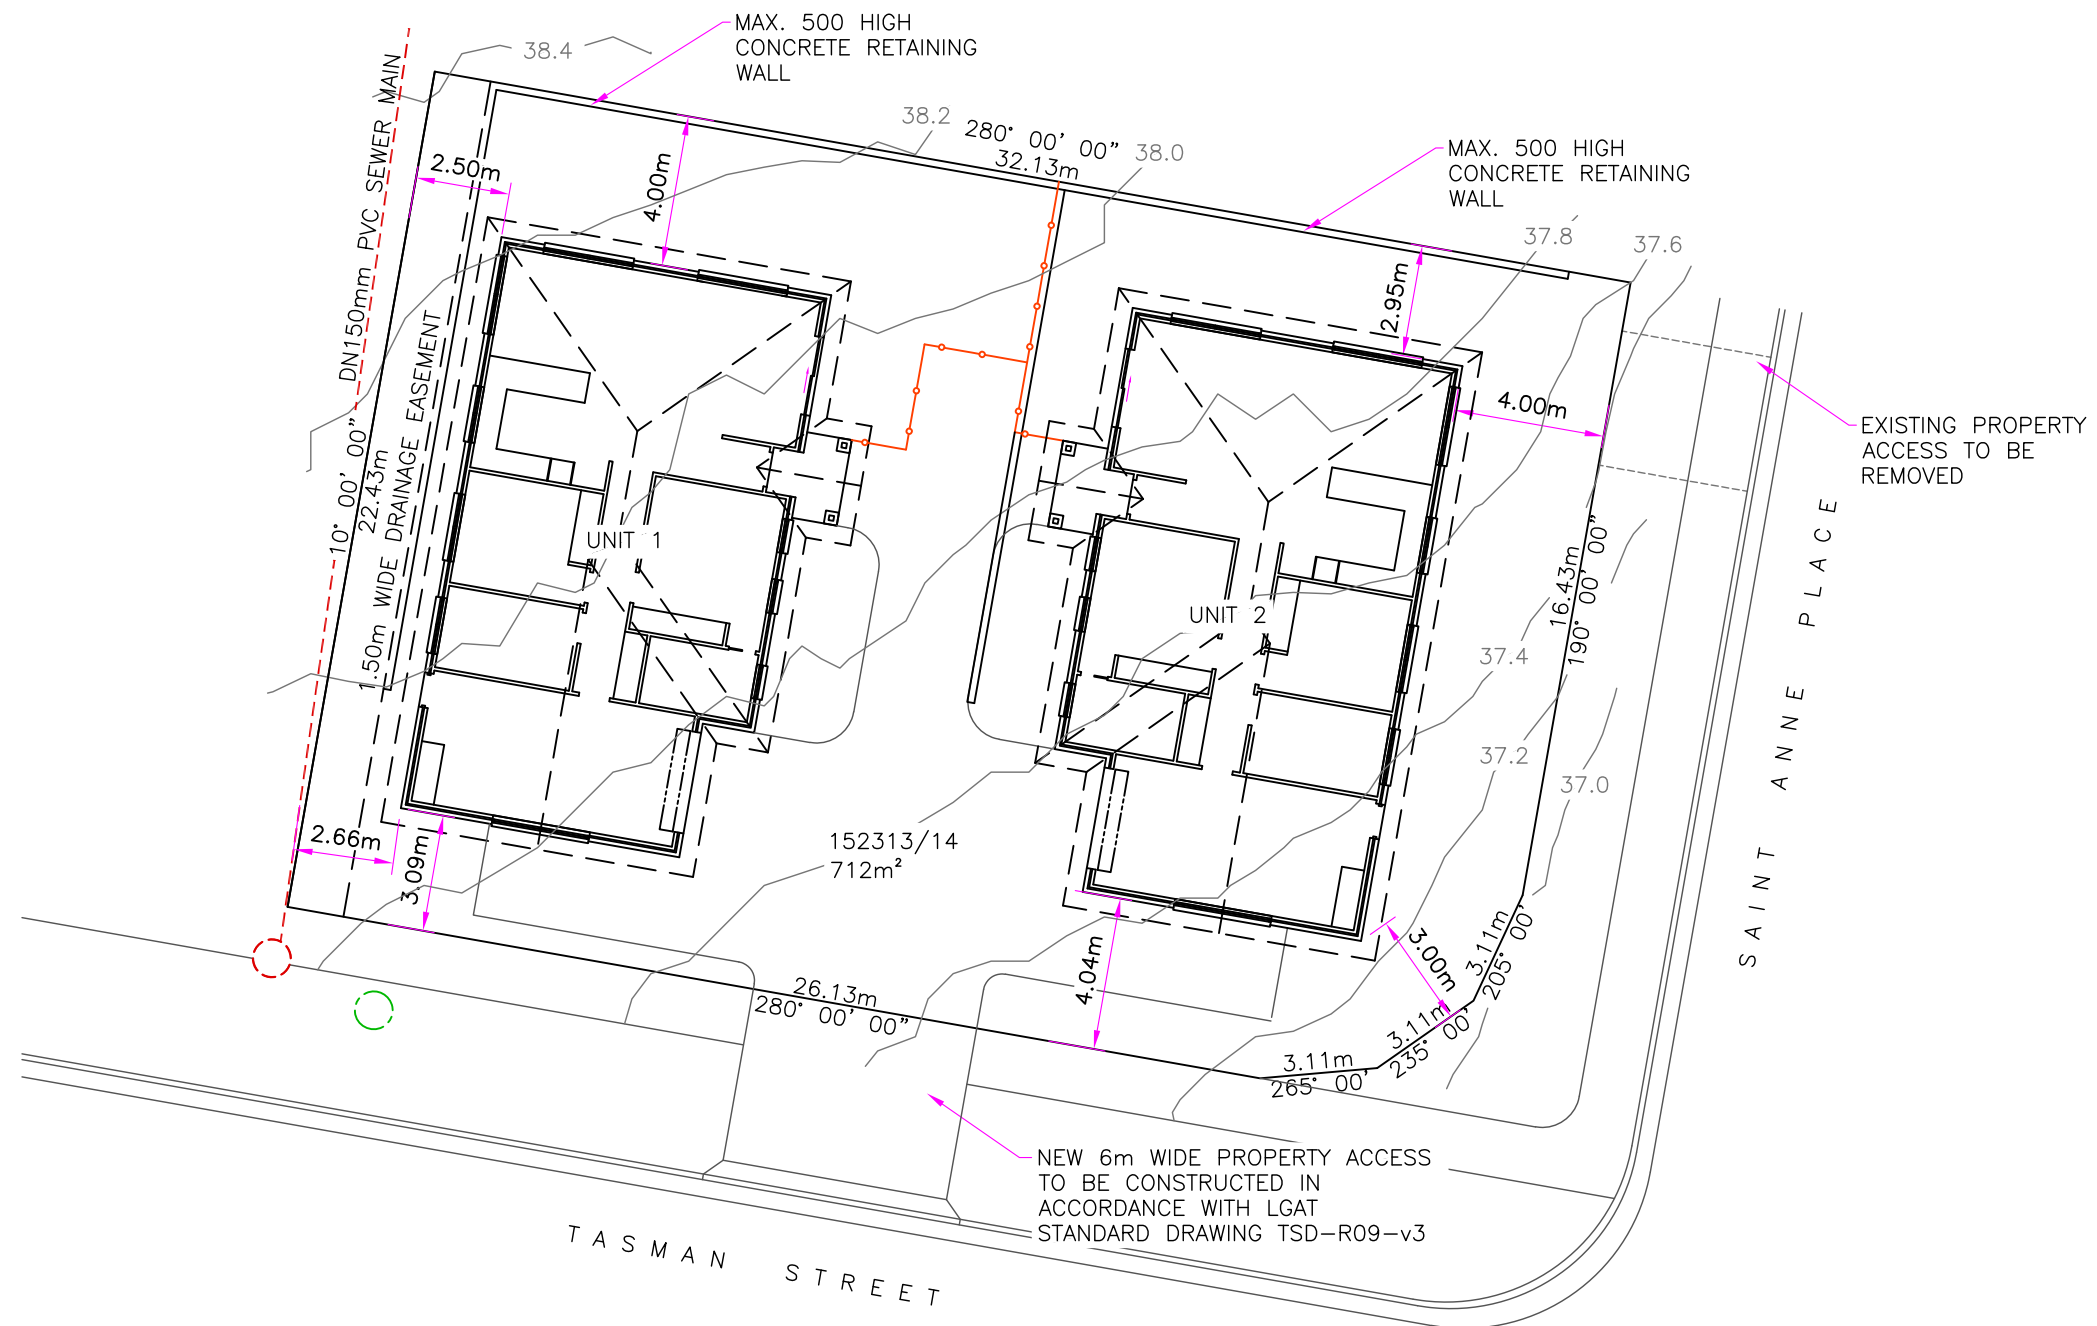 MAX. 500 HIGH
CONCRETE RETAINING
WALL
38.4
38.2
280° 00' 00"
32.13m
38.0
MAX. 500 HIGH
CONCRETE RETAINING
WALL
37.8
37.6
2.50m
4.00m
2.95m
4.00m
EXISTING PROPERTY
ACCESS TO BE
REMOVED
DN150mm PVC SEWER MAIN
10° 00' 00"
22.43m
1.50m WIDE DRAINAGE EASEMENT
UNIT 1
UNIT 2
16.43m
190° 00' 00"
SAINT ANNE PLACE
37.4
37.2
37.0
152313/14
712m²
2.66m
3.09m
4.04m
3.00m
3.11m
205° 00'
3.11m
235° 00'
3.11m
265° 00'
26.13m
280° 00' 00"
NEW 6m WIDE PROPERTY ACCESS
TO BE CONSTRUCTED IN
ACCORDANCE WITH LGAT
STANDARD DRAWING TSD-R09-v3
TASMAN STREET